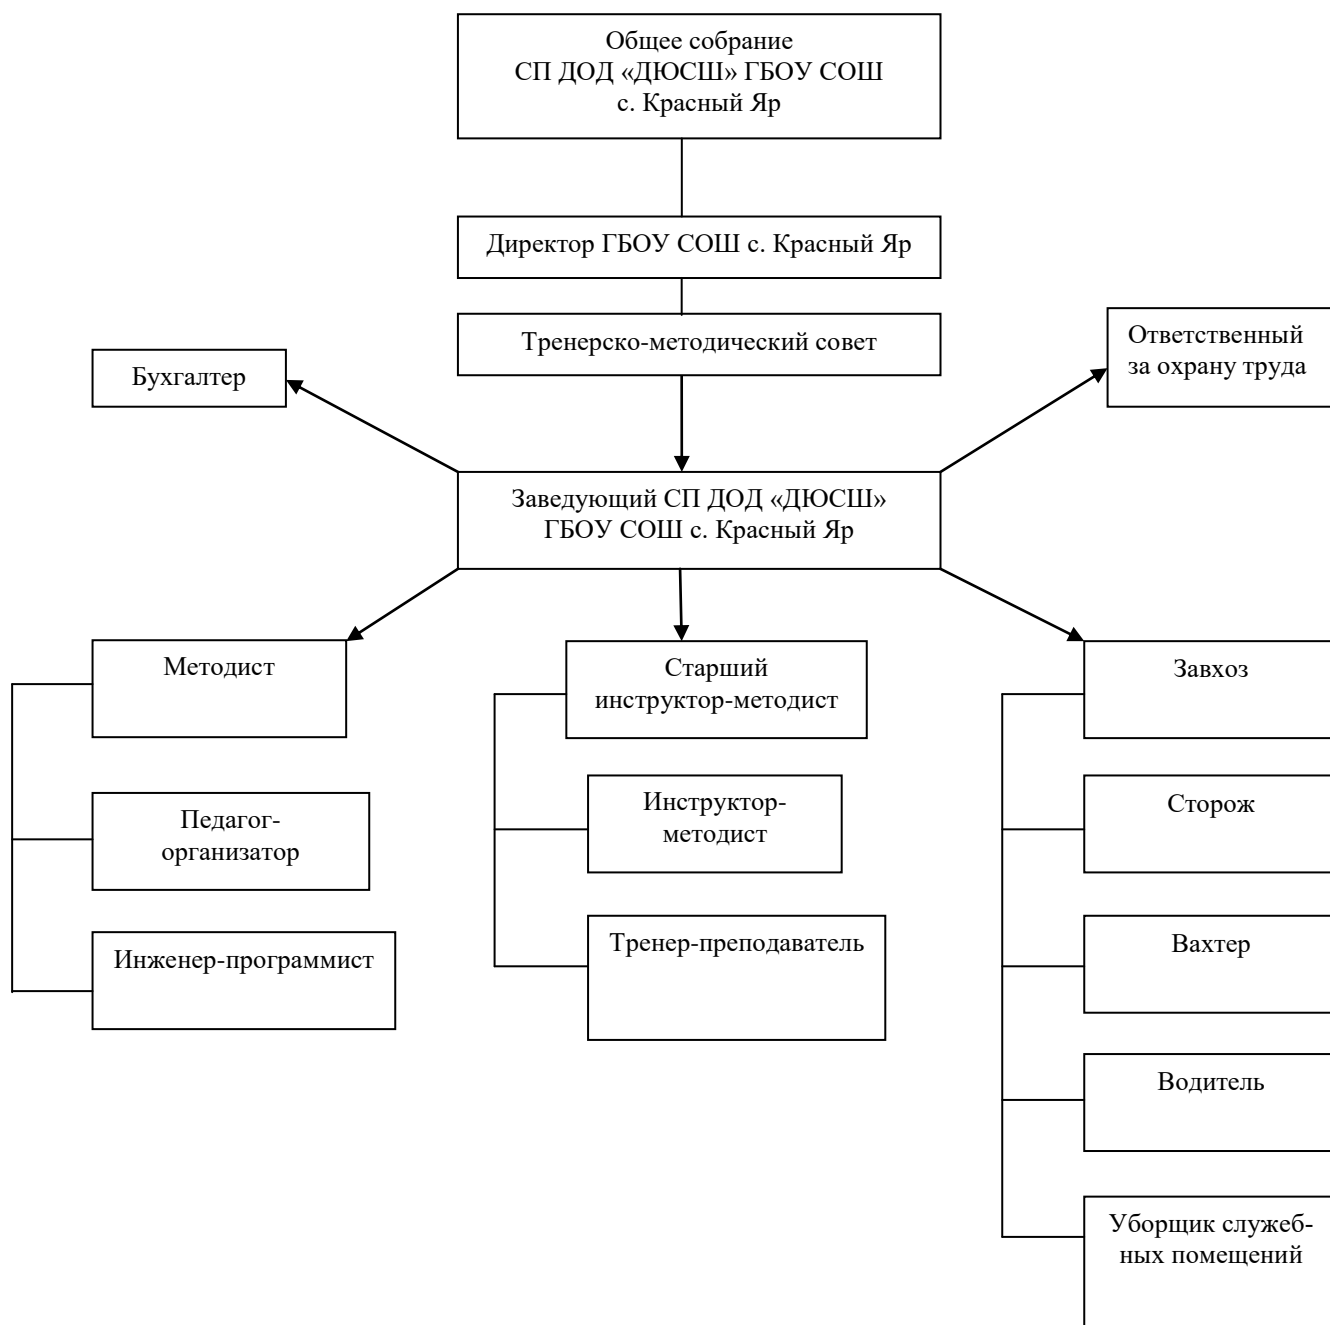 Общее собрание
СП ДОД «ДЮСШ» ГБОУ СОШ
с. Красный Яр
Директор ГБОУ СОШ с. Красный Яр
Тренерско-методический совет
Бухгалтер
Ответственный
за охрану труда
Заведующий СП ДОД «ДЮСШ»
ГБОУ СОШ с. Красный Яр
Методист
Педагог-
организатор
Инженер-программист
Старший
инструктор-методист
Инструктор-
методист
Тренер-преподаватель
Завхоз
Сторож
Вахтер
Водитель
Уборщик служеб-
ных помещений